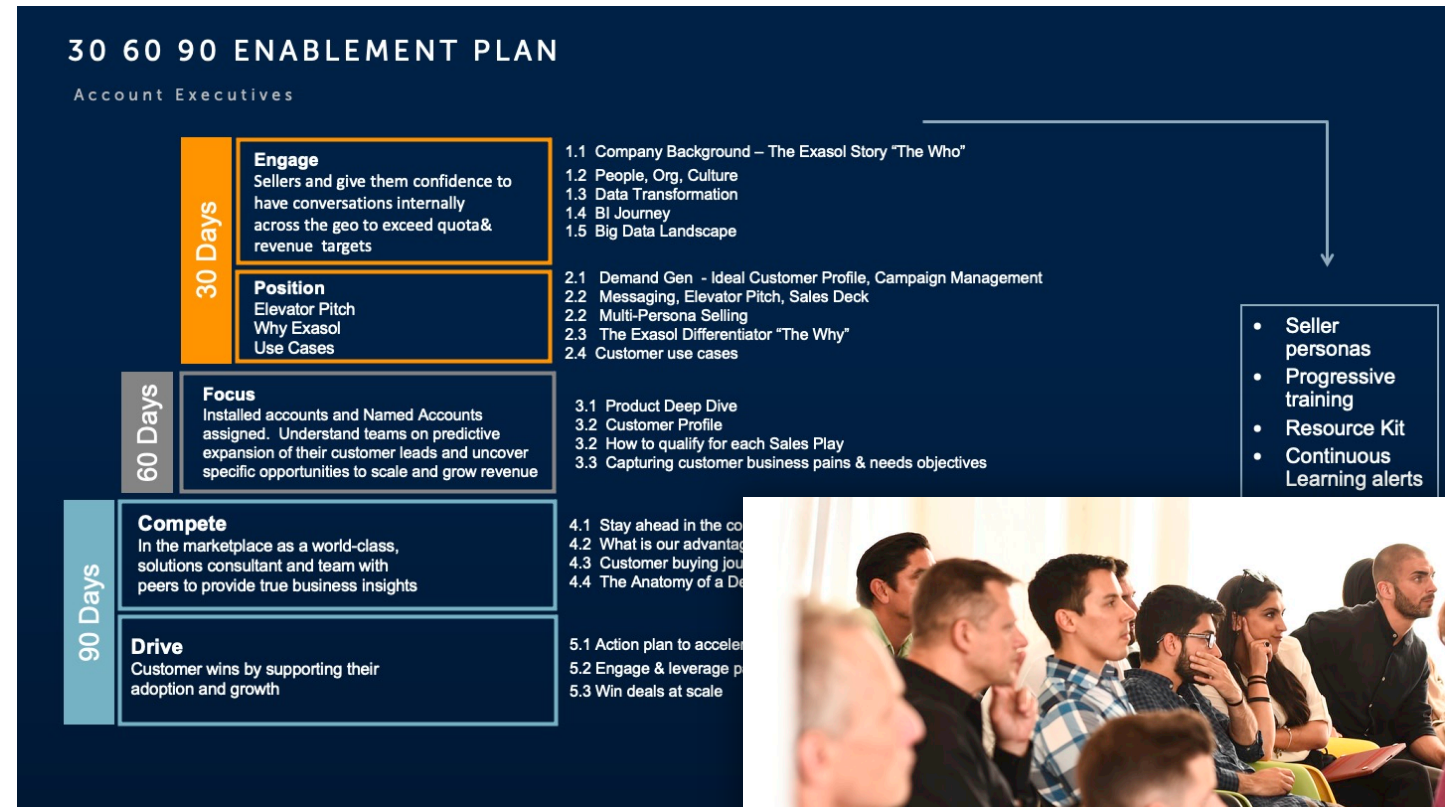 30 60 90 ENABLEMENT PLAN
Account Executives
30 Days
Engage
Sellers and give them confidence to
have conversations internally
across the geo to exceed quota&
revenue targets
1.1 Company Background – The Exasol Story “The Who”
1.2 People, Org, Culture
1.3 Data Transformation
1.4 BI Journey
1.5 Big Data Landscape
Position
Elevator Pitch
Why Exasol
Use Cases
2.1 Demand Gen - Ideal Customer Profile, Campaign Management
2.2 Messaging, Elevator Pitch, Sales Deck
2.2 Multi-Persona Selling
2.3 The Exasol Differentiator “The Why”
2.4 Customer use cases
60 Days
Focus
Installed accounts and Named Accounts
assigned. Understand teams on predictive
expansion of their customer leads and uncover
specific opportunities to scale and grow revenue
3.1 Product Deep Dive
3.2 Customer Profile
3.2 How to qualify for each Sales Play
3.3 Capturing customer business pains & needs objectives
90 Days
Compete
In the marketplace as a world-class,
solutions consultant and team with
peers to provide true business insights
4.1 Stay ahead in the
4.2 What is our
4.3 Customer buying
4.4 The Anatomy of a
Drive
Customer wins by supporting their
adoption and growth
5.1 Action plan to
5.2 Engage & leverage
5.3 Win deals at scale
• Seller
personas
• Progressive
training
• Resource Kit
• Continuous
Learning alerts